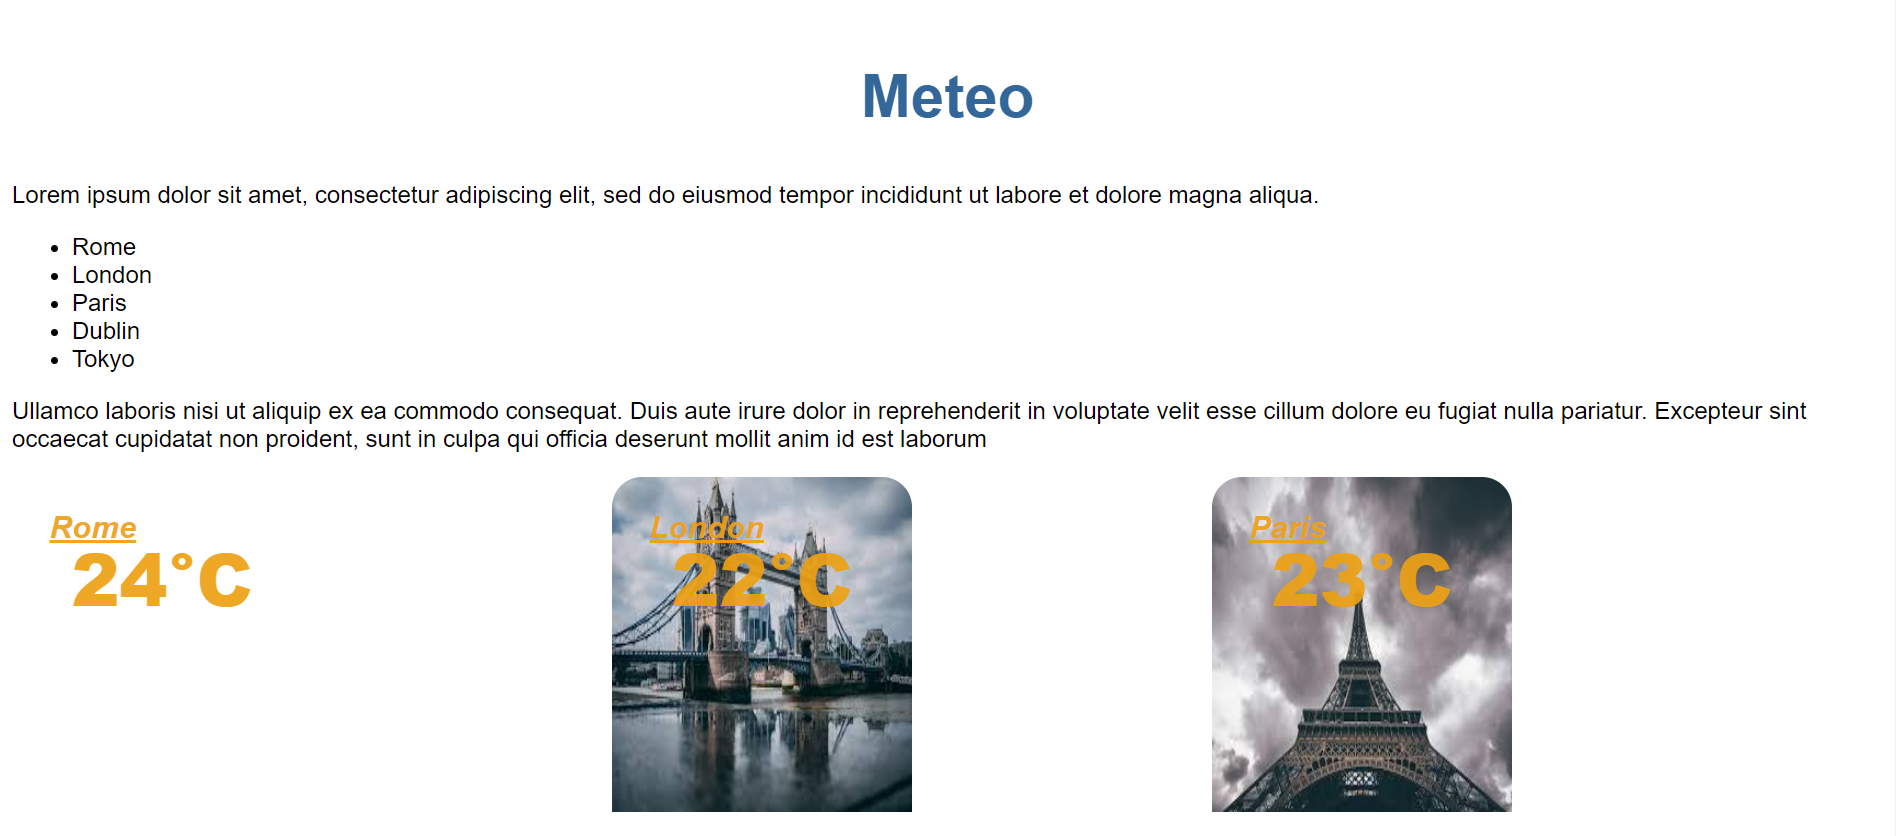 Meteo
Lorem ipsum dolor sit amet, consectetur adipiscing elit, sed do eiusmod tempor incididunt ut labore et dolore magna aliqua.
• Rome
• London
• Paris
• Dublin
• Tokyo
Ullamco laboris nisi ut aliquip ex ea commodo consequat. Duis aute irure dolor in reprehenderit in voluptate velit esse cillum dolore eu fugiat nulla pariatur. Excepteur sint
occaecat cupidatat non proident, sunt in culpa qui officia deserunt mollit anim id est laborum
Rome
24°C
London
22°C
Paris
23°C